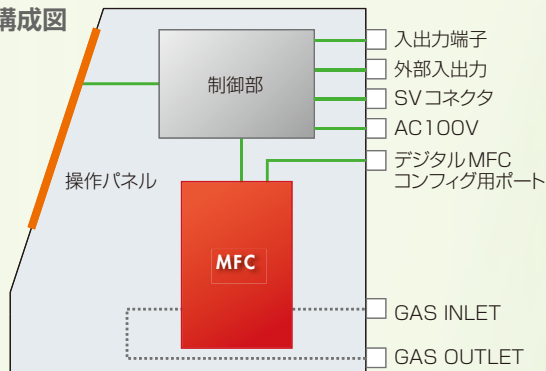 構成図
制御部
操作パネル
MFC
入出力端子
外部入出力
SVコネクタ
AC100V
デジタルMFC
コンフィグ用ポート
GAS INLET
GAS OUTLET